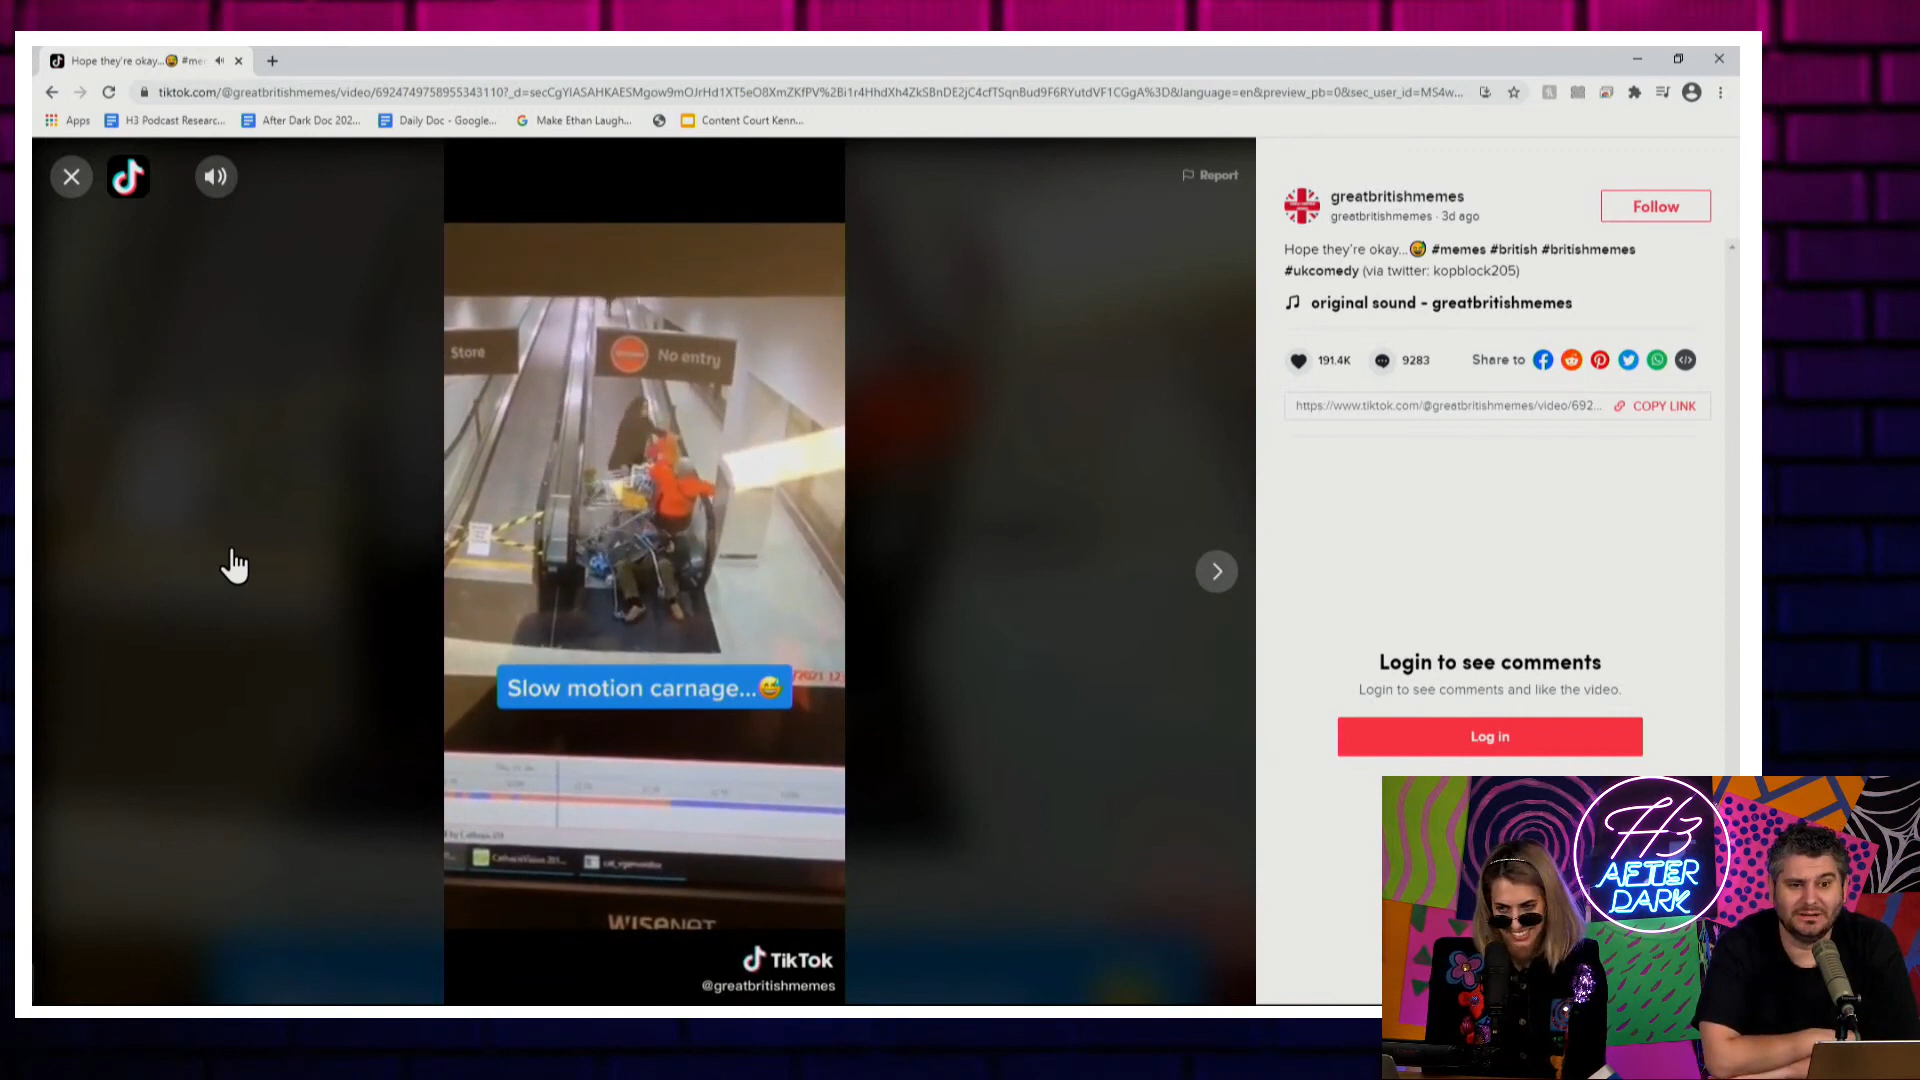 Hope they're okay...😅 #me
tiktok.com/@greatbritishmemes/video/6924749758955343110?_d=secCgYIASAHKAESMgow9mOJrHd1XT5eO8XmZKfPV%2Bi1r4HhdXh4ZkSBnDE2jC4cfTSqnBud9F6RYutdVF1CGgA%3D&language=en&preview_pb=0&sec_user_id=MS4w...
Apps
H3 Podcast Researc...
After Dark Doc 202...
Daily Doc - Google...
Make Ethan Laugh...
Content Court Kenn...
Report
Store
No entry
Slow motion carnage...😅
/2021 12
WISENET
TikTok
@greatbritishmemes
greatbritishmemes
greatbritishmemes · 3d ago
Follow
Hope they're okay...😅 #memes #british #britishmemes
#ukcomedy (via twitter: kopblock205)
original sound - greatbritishmemes
191.4K
9283
Share to
https://www.tiktok.com/@greatbritishmemes/video/692...
COPY LINK
Login to see comments
Login to see comments and like the video.
Log in
H3
AFTER
DARK